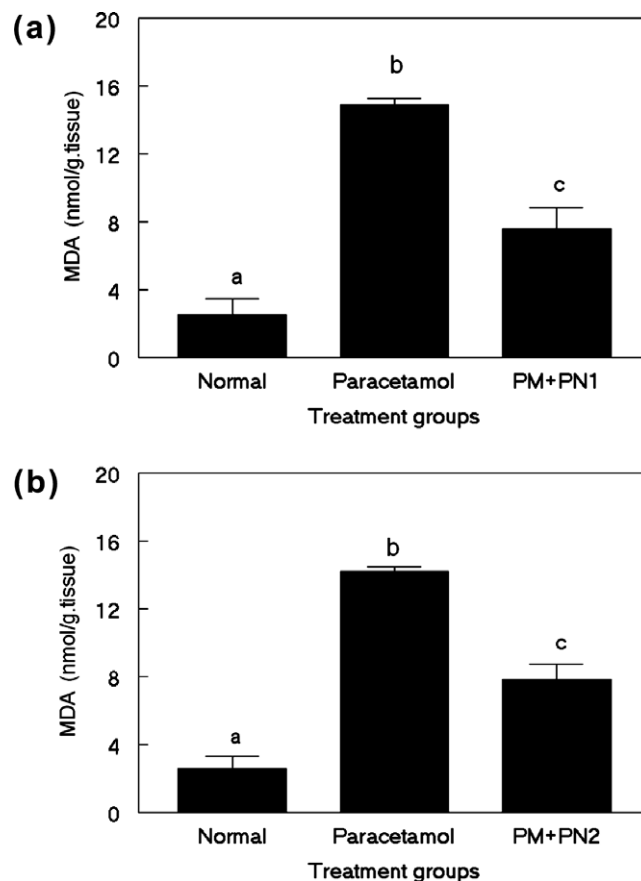 (a)
20
16
12
8
4
0
MDA (nmol/g.tissue)
a
b
c
Normal Paracetamol PM+PN1
Treatment groups
(b)
20
16
12
8
4
0
MDA (nmol/g.tissue)
a
b
c
Normal Paracetamol PM+PN2
Treatment groups